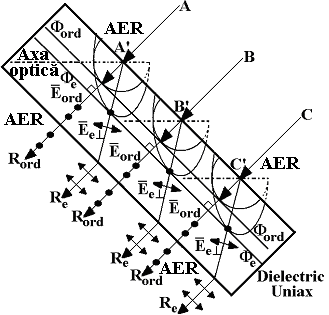 A
Φord
AER
A'
Axa
optică
B
Φe
B'
Ēord
AER
C
Ēe
C'
AER
Rord
Ēord
Re
Ēe
Rord
Ēord
Φord
Ēe
Φe
Re
AER
Rord
Dielectric
Uniax
Re